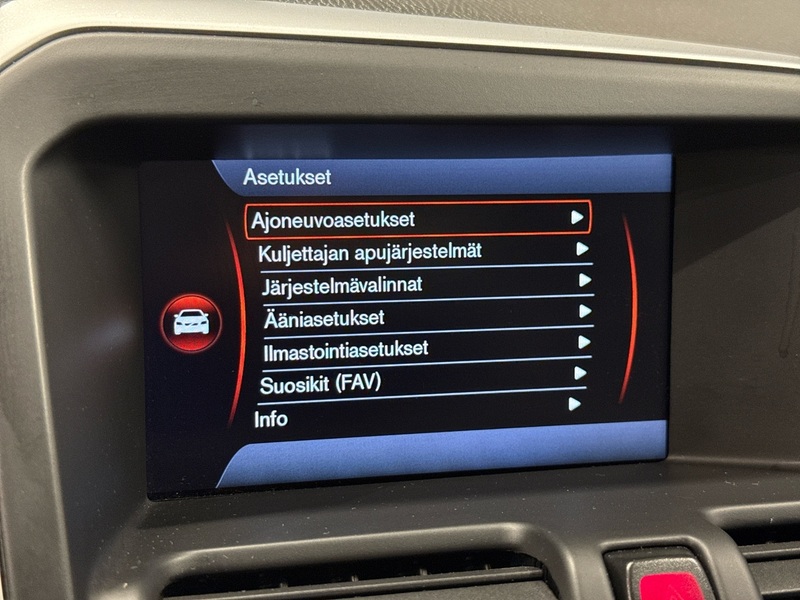 Asetukset
Ajoneuvoasetukset
Kuljettajan apujärjestelmät
Järjestelmävalinnat
Ääniasetukset
Ilmastointiasetukset
Suosikit (FAV)
Info